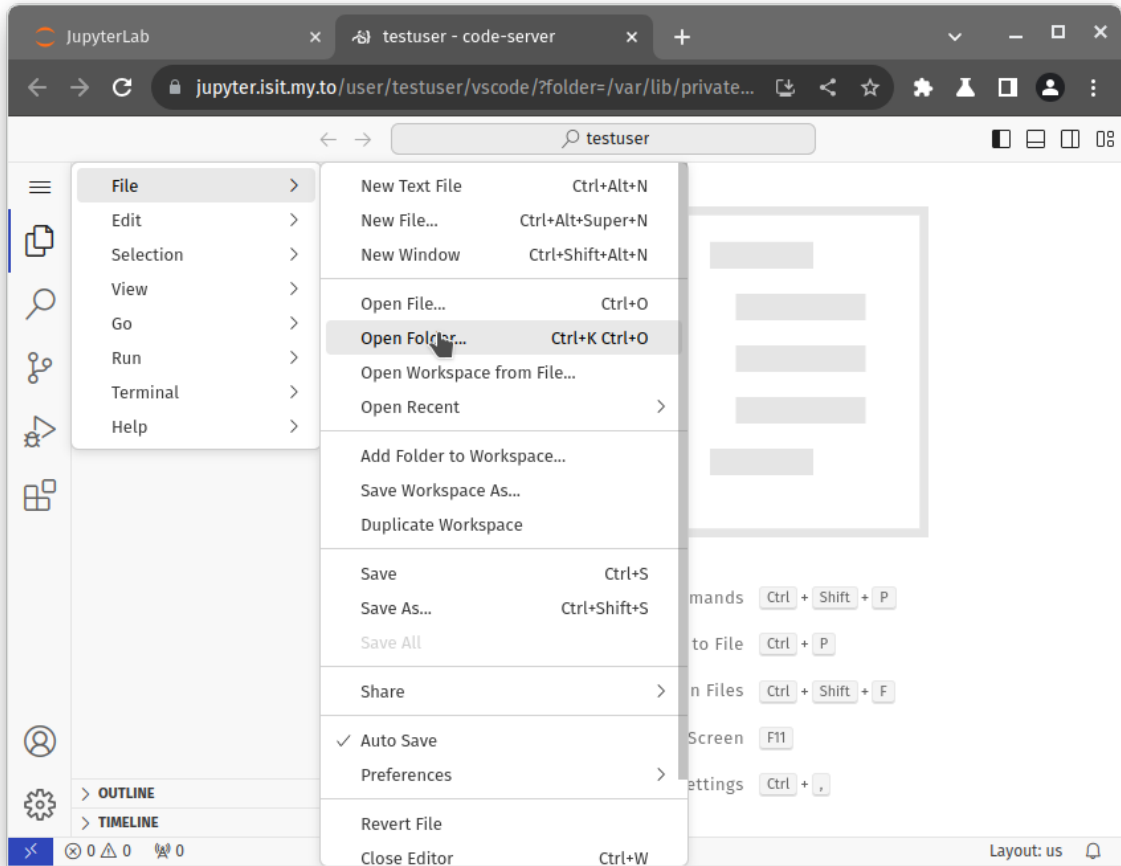 JupyterLab
testuser - code-server
jupyter.isit.my.to/user/testuser/vscode/?folder=/var/lib/private...
testuser
File
Edit
Selection
View
Go
Run
Terminal
Help
New Text File Ctrl+Alt+N
New File... Ctrl+Alt+Super+N
New Window Ctrl+Shift+Alt+N
Open File... Ctrl+O
Open Folder... Ctrl+K Ctrl+O
Open Workspace from File...
Open Recent
Add Folder to Workspace...
Save Workspace As...
Duplicate Workspace
Save Ctrl+S
Save As... Ctrl+Shift+S
Save All
Share
Auto Save
Preferences
Revert File
Close Editor Ctrl+W
mands Ctrl + Shift + P
to File Ctrl + P
n Files Ctrl + Shift + F
Screen F11
ettings Ctrl + ,
OUTLINE
TIMELINE
0 0 0
Layout: us